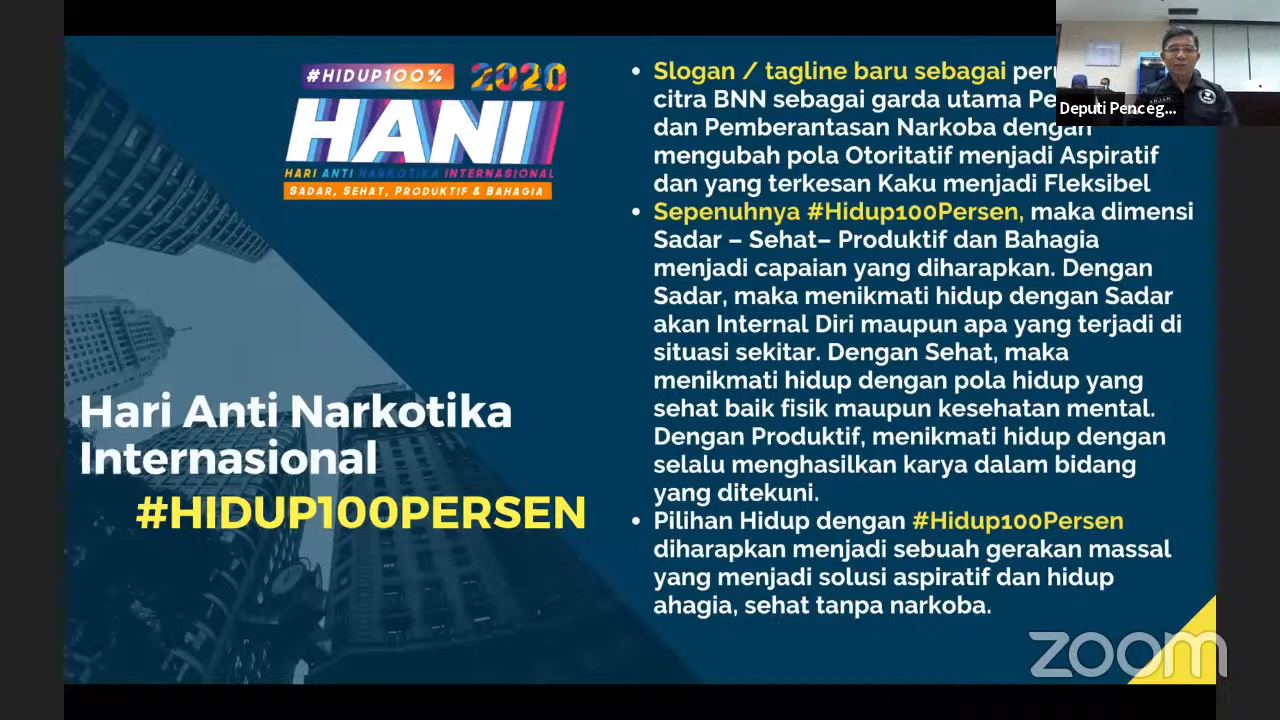 #HIDUP100% 2020
HANI
HARI ANTI NARKOTIKA INTERNASIONAL
SADAR, SEHAT, PRODUKTIF & BAHAGIA
Hari Anti Narkotika
Internasional
#HIDUP100PERSEN
• Slogan / tagline baru sebagai
citra BNN sebagai garda utama
dan Pemberantasan Narkoba dengan
mengubah pola Otoritatif menjadi Aspiratif
dan yang terkesan Kaku menjadi Fleksibel
• Sepenuhnya #Hidup100Persen, maka dimensi
Sadar – Sehat– Produktif dan Bahagia
menjadi capaian yang diharapkan. Dengan
Sadar, maka menikmati hidup dengan Sadar
akan Internal Diri maupun apa yang terjadi di
situasi sekitar. Dengan Sehat, maka
menikmati hidup dengan pola hidup yang
sehat baik fisik maupun kesehatan mental.
Dengan Produktif, menikmati hidup dengan
selalu menghasilkan karya dalam bidang
yang ditekuni.
• Pilihan Hidup dengan #Hidup100Persen
diharapkan menjadi sebuah gerakan massal
yang menjadi solusi aspiratif dan hidup
ahagia, sehat tanpa narkoba.
Deputi Penceg...
zoom